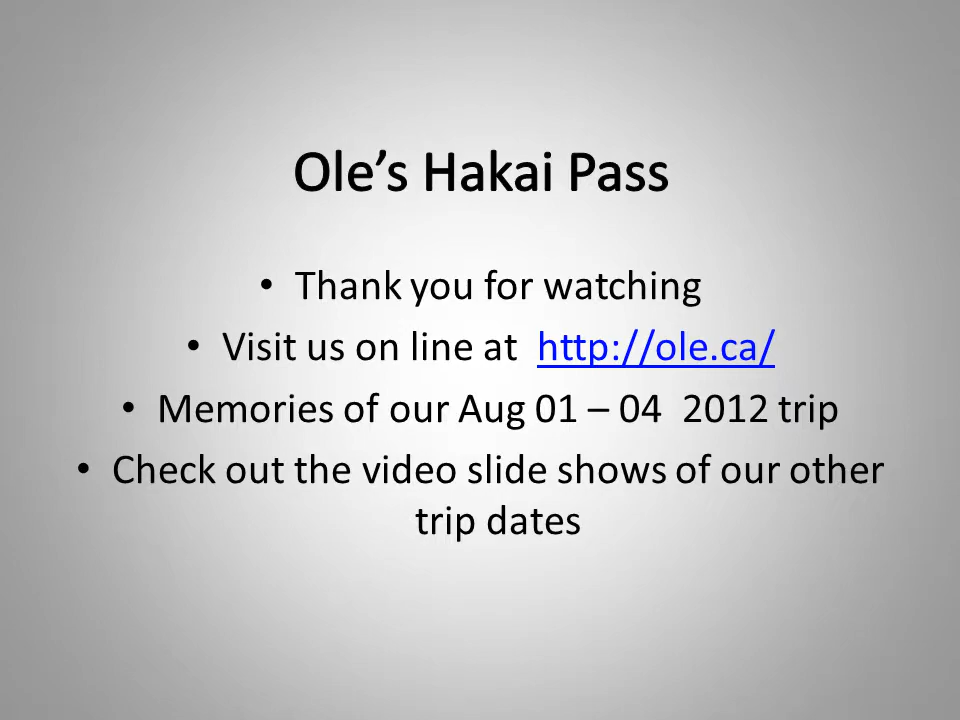 Ole’s Hakai Pass
• Thank you for watching
• Visit us on line at  http://ole.ca/
• Memories of our Aug 01 – 04  2012 trip
• Check out the video slide shows of our other
trip dates